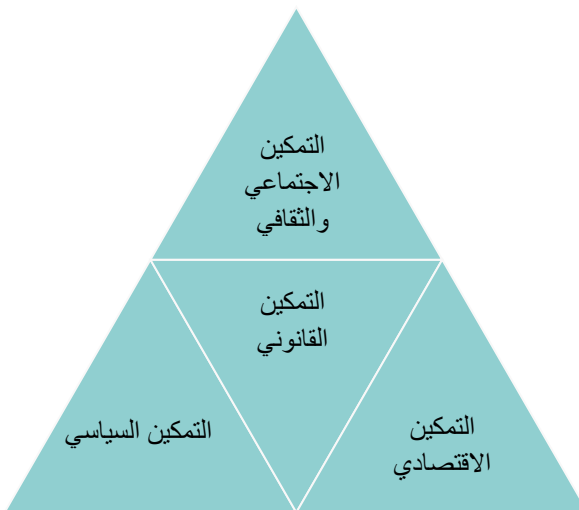 التمكين
الاجتماعي
والثقافي
التمكين
القانوني
التمكين
الاقتصادي
التمكين السياسي